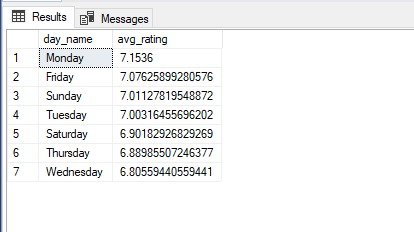 Results Messages
day_name avg_rating
1 Monday 7.1536
2 Friday 7.07625899280576
3 Sunday 7.01127819548872
4 Tuesday 7.00316455696202
5 Saturday 6.90182926829269
6 Thursday 6.88985507246377
7 Wednesday 6.80559440559441